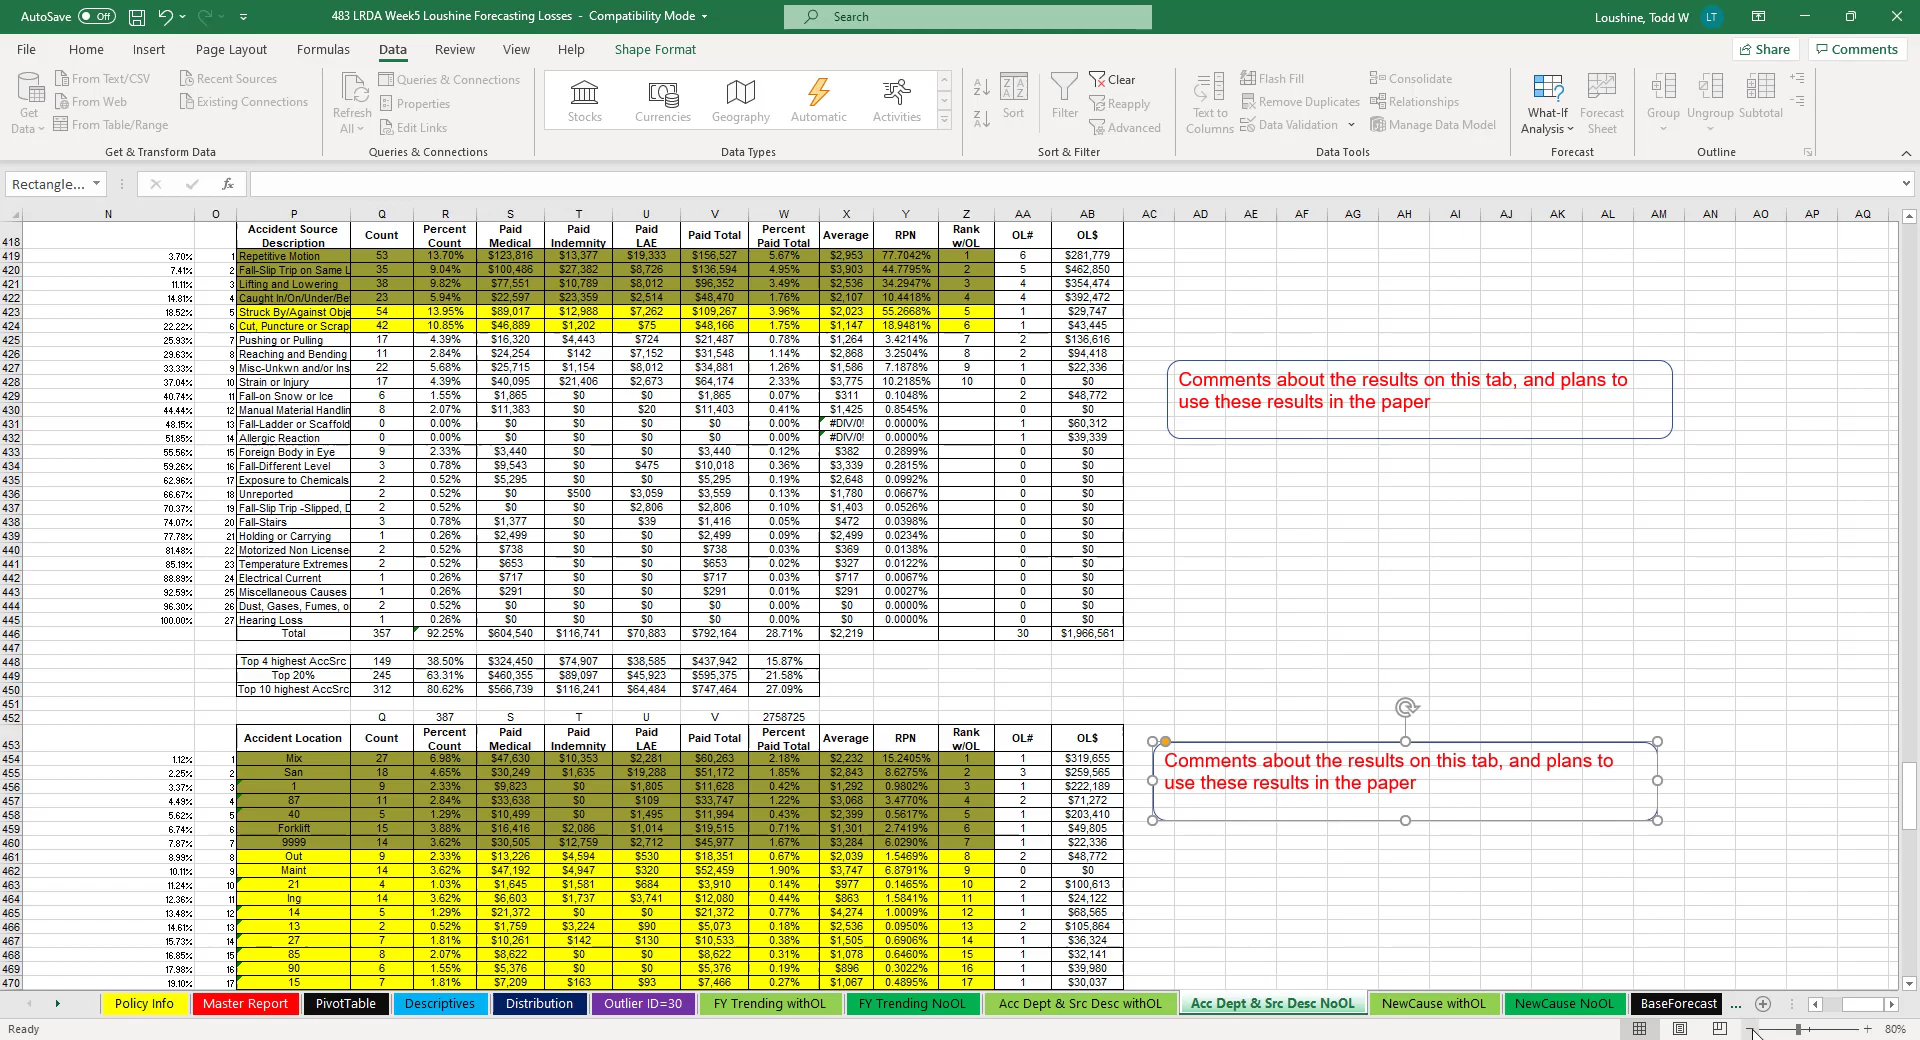 AutoSave Off 483 LRDA Week5 Loushine Forecasting Losses - Compatibility Mode Search Loushine, Todd W LT
File Home Insert Page Layout Formulas Data Review View Help Shape Format Share Comments
Get Data From Text/CSV From Web From Table/Range Recent Sources Existing Connections Get & Transform Data
Refresh All Queries & Connections Properties Edit Links Queries & Connections
Stocks Currencies Geography Automatic Activities Data Types
Sort Filter Clear Reapply Advanced Sort & Filter
Text to Columns Flash Fill Remove Duplicates Data Validation Consolidate Relationships Manage Data Model Data Tools
What-If Analysis Forecast Sheet Forecast
Group Ungroup Subtotal Outline
Rectangle... fx
N O P Q R S T U V W X Y Z AA AB AC AD AE AF AG AH AI AJ AK AL AM AN AO AP AQ
418 Accident Source Description Count Percent Count Paid Medical Paid Indemnity Paid LAE Paid Total Percent Paid Total Average RPN Rank w/OL OL# OL$
419 3.70% 1 Repetitive Motion 53 13.70% $123,816 $13,377 $19,333 $156,527 5.67% $2,953 77.7042% 1 6 $281,779
420 7.41% 2 Fall-Slip Trip on Same L 35 9.04% $100,486 $27,382 $8,726 $136,594 4.95% $3,903 44.7795% 2 5 $462,850
421 11.11% 3 Lifting and Lowering 38 9.82% $77,551 $10,789 $8,012 $96,352 3.49% $2,536 34.2947% 3 4 $354,474
422 14.81% 4 Caught In/On/Under/Be 23 5.94% $22,597 $23,359 $2,514 $48,470 1.76% $2,107 10.4418% 4 4 $392,472
423 18.52% 5 Struck By/Against Obje 54 13.95% $89,017 $12,988 $7,262 $109,267 3.96% $2,023 55.2668% 5 1 $29,747
424 22.22% 6 Cut, Puncture or Scrap 42 10.85% $46,889 $1,202 $75 $48,166 1.75% $1,147 18.9481% 6 1 $43,445
425 25.93% 7 Pushing or Pulling 17 4.39% $16,320 $4,443 $724 $21,487 0.78% $1,264 3.4214% 7 2 $136,616
426 29.63% 8 Reaching and Bending 11 2.84% $24,254 $142 $7,152 $31,548 1.14% $2,868 3.2504% 8 2 $94,418
427 33.33% 9 Misc-Unkwn and/or Ins 22 5.68% $25,715 $1,154 $8,012 $34,881 1.26% $1,586 7.1878% 9 1 $22,336
428 37.04% 10 Strain or Injury 17 4.39% $40,095 $21,406 $2,673 $64,174 2.33% $3,775 10.2185% 10 0 $0
429 40.74% 11 Fall-on Snow or Ice 6 1.55% $1,865 $0 $0 $1,865 0.07% $311 0.1048% 2 $48,772
430 44.44% 12 Manual Material Handlin 8 2.07% $11,383 $0 $20 $11,403 0.41% $1,425 0.8545% 0 $0
431 48.15% 13 Fall-Ladder or Scaffold 0 0.00% $0 $0 $0 $0 0.00% #DIV/0! 0.0000% 1 $60,312
432 51.85% 14 Allergic Reaction 0 0.00% $0 $0 $0 $0 0.00% #DIV/0! 0.0000% 1 $39,339
433 55.56% 15 Foreign Body in Eye 9 2.33% $3,440 $0 $0 $3,440 0.12% $382 0.2899% 0 $0
434 59.26% 16 Fall-Different Level 3 0.78% $9,543 $0 $475 $10,018 0.36% $3,339 0.2815% 0 $0
435 62.96% 17 Exposure to Chemicals 2 0.52% $5,295 $0 $0 $5,295 0.19% $2,648 0.0992% 0 $0
436 66.67% 18 Unreported 2 0.52% $0 $500 $3,059 $3,559 0.13% $1,780 0.0667% 0 $0
437 70.37% 19 Fall-Slip Trip -Slipped, D 2 0.52% $0 $0 $2,806 $2,806 0.10% $1,403 0.0526% 0 $0
438 74.07% 20 Fall-Stairs 3 0.78% $1,377 $0 $39 $1,416 0.05% $472 0.0398% 0 $0
439 77.78% 21 Holding or Carrying 1 0.26% $2,499 $0 $0 $2,499 0.09% $2,499 0.0234% 0 $0
440 81.48% 22 Motorized Non License 2 0.52% $738 $0 $0 $738 0.03% $369 0.0138% 0 $0
441 85.19% 23 Temperature Extremes 2 0.52% $653 $0 $0 $653 0.02% $327 0.0122% 0 $0
442 88.89% 24 Electrical Current 1 0.26% $717 $0 $0 $717 0.03% $717 0.0067% 0 $0
443 92.59% 25 Miscellaneous Causes 1 0.26% $291 $0 $0 $291 0.01% $291 0.0027% 0 $0
444 96.30% 26 Dust, Gases, Fumes, o 2 0.52% $0 $0 $0 $0 0.00% $0 0.0000% 0 $0
445 100.00% 27 Hearing Loss 1 0.26% $0 $0 $0 $0 0.00% $0 0.0000% 0 $0
446 Total 357 92.25% $604,540 $116,741 $70,883 $792,164 28.71% $2,219 30 $1,966,561
447
448 Top 4 highest AccSrc 149 38.50% $324,450 $74,907 $38,585 $437,942 15.87%
449 Top 20% 245 63.31% $460,355 $89,097 $45,923 $595,375 21.58%
450 Top 10 highest AccSrc 312 80.62% $566,739 $116,241 $64,484 $747,464 27.09%
451
452 Q 387 S T U V 2758725
453 Accident Location Count Percent Count Paid Medical Paid Indemnity Paid LAE Paid Total Percent Paid Total Average RPN Rank w/OL OL# OL$
454 1.12% 1 Mix 27 6.98% $47,630 $10,353 $2,281 $60,263 2.18% $2,232 15.2405% 1 1 $319,655
455 2.25% 2 San 18 4.65% $30,249 $1,635 $19,288 $51,172 1.85% $2,843 8.6275% 2 3 $259,565
456 3.37% 3 1 9 2.33% $9,823 $0 $1,805 $11,628 0.42% $1,292 0.9802% 3 1 $222,189
457 4.49% 4 87 11 2.84% $33,638 $0 $109 $33,747 1.22% $3,068 3.4770% 4 2 $71,272
458 5.62% 5 40 5 1.29% $10,499 $0 $1,495 $11,994 0.43% $2,399 0.5617% 5 1 $203,410
459 6.74% 6 Forklift 15 3.88% $16,416 $2,086 $1,014 $19,515 0.71% $1,301 2.7419% 6 1 $49,805
460 7.87% 7 9999 14 3.62% $30,505 $12,759 $2,712 $45,977 1.67% $3,284 6.0290% 7 1 $22,336
461 8.99% 8 Out 9 2.33% $13,226 $4,594 $530 $18,351 0.67% $2,039 1.5469% 8 2 $48,772
462 10.11% 9 Maint 14 3.62% $47,192 $4,947 $320 $52,459 1.90% $3,747 6.8791% 9 0 $0
463 11.24% 10 21 4 1.03% $1,645 $1,581 $684 $3,910 0.14% $977 0.1465% 10 2 $100,613
464 12.36% 11 Ing 14 3.62% $6,603 $1,737 $3,741 $12,080 0.44% $863 1.5841% 11 1 $24,122
465 13.48% 12 14 5 1.29% $21,372 $0 $0 $21,372 0.77% $4,274 1.0009% 12 1 $68,565
466 14.61% 13 13 2 0.52% $1,759 $3,224 $90 $5,073 0.18% $2,536 0.0950% 13 2 $105,864
467 15.73% 14 27 7 1.81% $10,261 $142 $130 $10,533 0.38% $1,505 0.6906% 14 1 $36,324
468 16.85% 15 85 8 2.07% $8,622 $0 $0 $8,622 0.31% $1,078 0.6460% 15 1 $32,141
469 17.98% 16 90 6 1.55% $5,376 $0 $0 $5,376 0.19% $896 0.3022% 16 1 $39,980
470 19.10% 17 15 7 1.81% $7,209 $163 $93 $7,466 0.27% $1,067 0.4895% 17 1 $30,037
Comments about the results on this tab, and plans to
use these results in the paper
Comments about the results on this tab, and plans to
use these results in the paper
Policy Info Master Report PivotTable Descriptives Distribution Outlier ID=30 FY Trending withOL FY Trending NoOL Acc Dept & Src Desc withOL Acc Dept & Src Desc NoOL NewCause withOL NewCause NoOL BaseForecast ...
Ready 80%